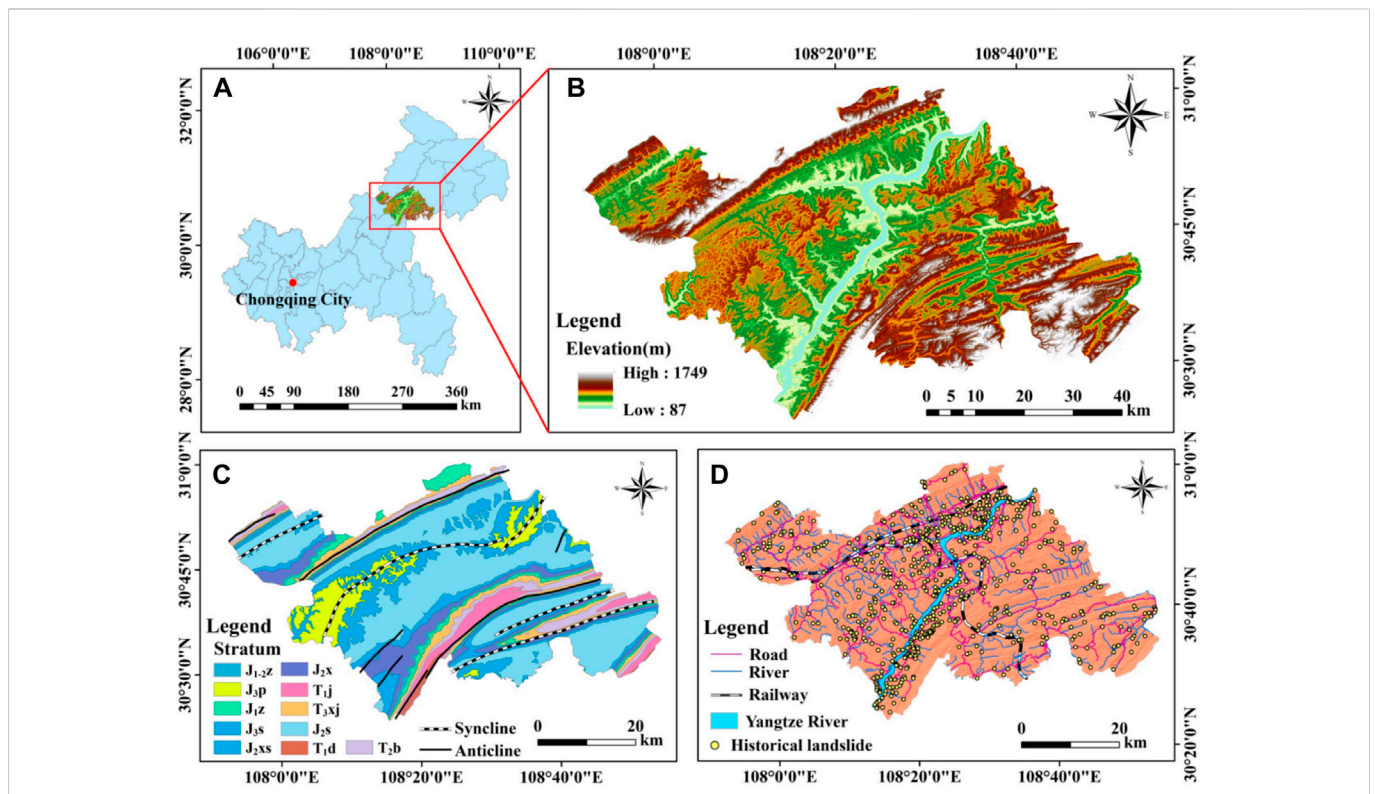 106°0'0"E 108°0'0"E 110°0'0"E
108°0'0"E 108°20'0"E 108°40'0"E
A
N
W E
S
32°0'0"N
30°0'0"N
28°0'0"N
Chongqing City
0 45 90 180 270 360
km
B
N
W E
S
31°0'0"N
30°45'0"N
30°30'0"N
Legend
Elevation(m)
High : 1749
Low : 87
0 5 10 20 30 40
km
C
N
W E
S
31°0'0"N
30°45'0"N
30°30'0"N
Legend
Stratum
J₁₋₂z J₂x
J₃p T₁j
J₁z T₃xj
J₃s J₂s
J₂xs T₁d T₂b
Syncline
Anticline
0 20
km
108°0'0"E 108°20'0"E 108°40'0"E
D
N
W E
S
31°0'0"N
30°40'0"N
30°20'0"N
Legend
Road
River
Railway
Yangtze River
Historical landslide
0 20
km
108°0'0"E 108°20'0"E 108°40'0"E